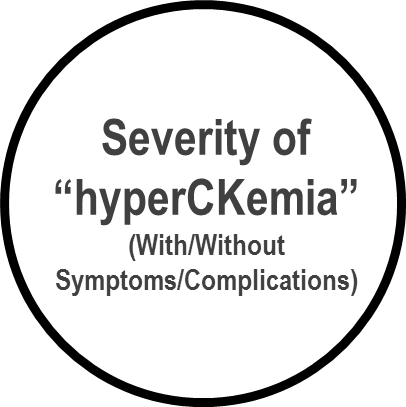 Severity of
“hyperCKemia”
(With/Without
Symptoms/Complications)